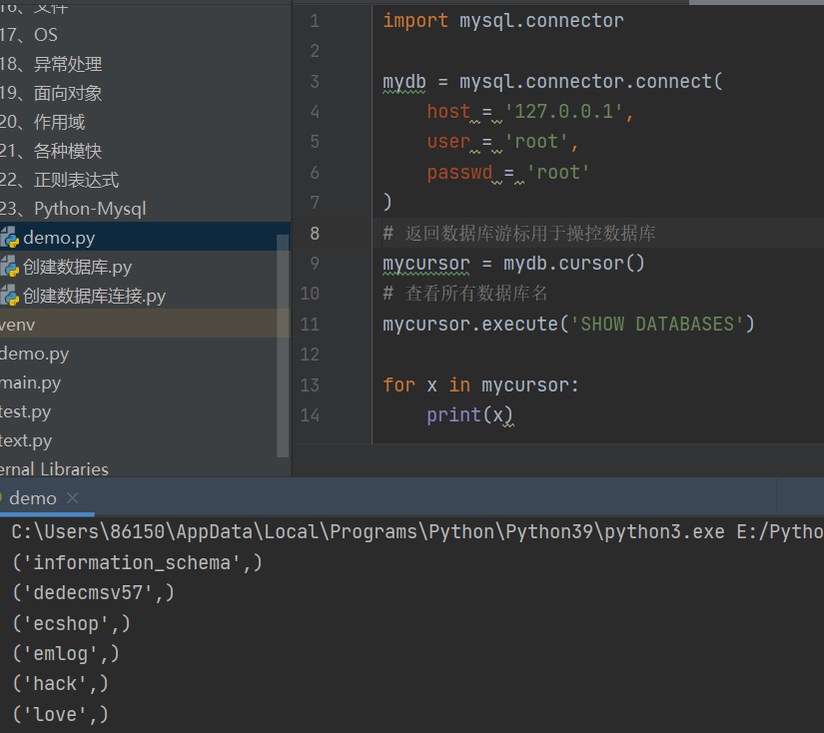 16、文件
17、OS
18、异常处理
19、面向对象
20、作用域
21、各种模快
22、正则表达式
23、Python-Mysql
demo.py
创建数据库.py
创建数据库连接.py
venv
demo.py
main.py
test.py
text.py
ernal Libraries
1 import mysql.connector
2
3 mydb = mysql.connector.connect(
4     host = '127.0.0.1',
5     user = 'root',
6     passwd = 'root'
7 )
8 # 返回数据库游标用于操控数据库
9 mycursor = mydb.cursor()
10 # 查看所有数据库名
11 mycursor.execute('SHOW DATABASES')
12
13 for x in mycursor:
14     print(x)
demo ×
C:\Users\86150\AppData\Local\Programs\Python\Python39\python3.exe E:/Pytho
('information_schema',)
('dedecmsv57',)
('ecshop',)
('emlog',)
('hack',)
('love',)